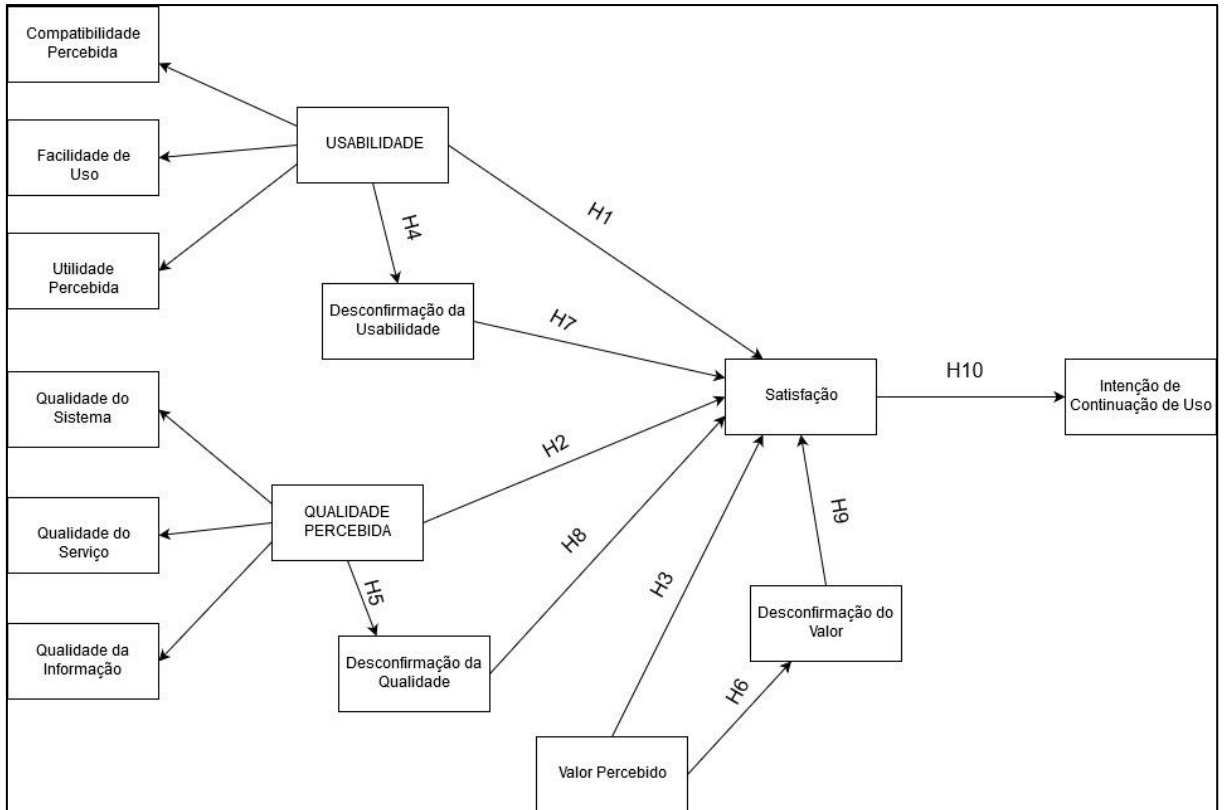 Compatibilidade
Percebida
Facilidade de
Uso
Utilidade
Percebida
USABILIDADE
H4
H1
Desconfirmação da
Usabilidade
H7
Qualidade do
Sistema
Qualidade do
Serviço
Qualidade da
Informação
QUALIDADE
PERCEBIDA
H2
H5
H8
Desconfirmação da
Qualidade
H3
Valor Percebido
H6
Desconfirmação do
Valor
H9
Satisfação
H10
Intenção de
Continuação de Uso